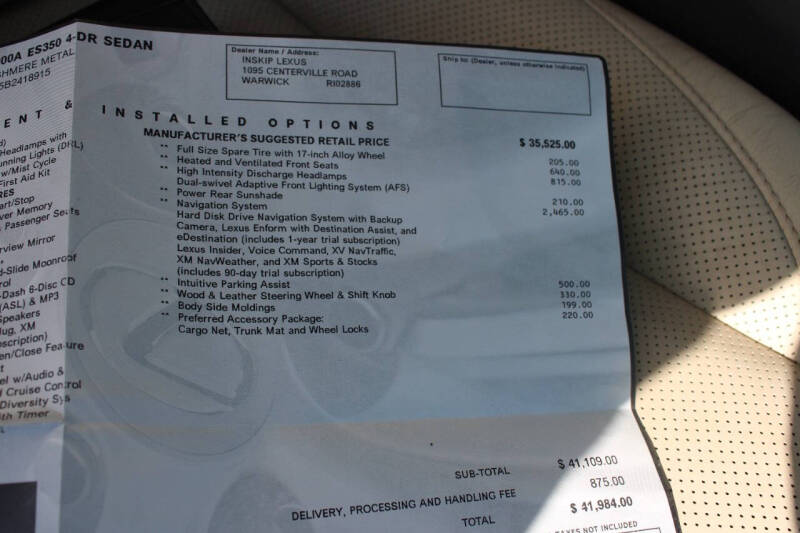 00A ES350 4-DR SEDAN
SHMERE METAL
5B2418915
Dealer Name / Address:
INSKIP LEXUS
1095 CENTERVILLE ROAD
WARWICK RI02886
Ship to: (Dealer, unless otherwise indicated)
ENT &
INSTALLED OPTIONS
MANUFACTURER'S SUGGESTED RETAIL PRICE $ 35,525.00
** Full Size Spare Tire with 17-inch Alloy Wheel 205.00
** Heated and Ventilated Front Seats 640.00
** High Intensity Discharge Headlamps 815.00
Dual-swivel Adaptive Front Lighting System (AFS)
** Power Rear Sunshade 210.00
** Navigation System 2,465.00
Hard Disk Drive Navigation System with Backup
Camera, Lexus Enform with Destination Assist, and
eDestination (includes 1-year trial subscription)
Lexus Insider, Voice Command, XV NavTraffic,
XM NavWeather, and XM Sports & Stocks
(includes 90-day trial subscription)
** Intuitive Parking Assist 500.00
** Wood & Leather Steering Wheel & Shift Knob 330.00
** Body Side Moldings 199.00
** Preferred Accessory Package: 220.00
Cargo Net, Trunk Mat and Wheel Locks
Headlamps with
unning Lights (DRL)
w/Mist Cycle
First Aid Kit
RES
art/Stop
ver Memory
Passenger Seats
rview Mirror
d-Slide Moonroof
rol
-Dash 6-Disc CD
(ASL) & MP3
Speakers
lug, XM
scription)
en/Close Feature
t
el w/Audio &
d Cruise Control
Diversity Sys
ith Timer
SUB-TOTAL $ 41,109.00
DELIVERY, PROCESSING AND HANDLING FEE 875.00
TOTAL $ 41,984.00
TAXES NOT INCLUDED